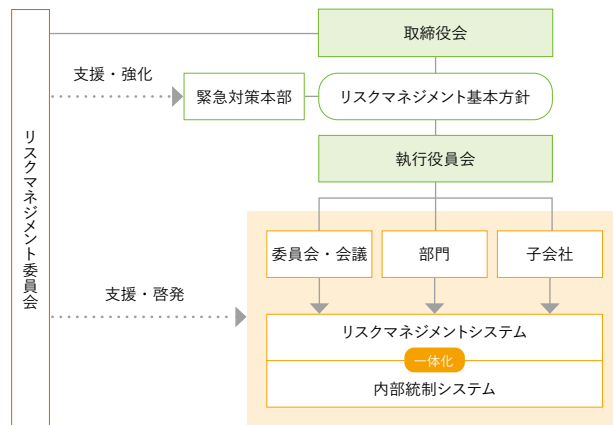 取締役会
支援・強化
緊急対策本部
リスクマネジメント基本方針
執行役員会
リスクマネジメント委員会
委員会・会議
部門
子会社
支援・啓発
リスクマネジメントシステム
一体化
内部統制システム